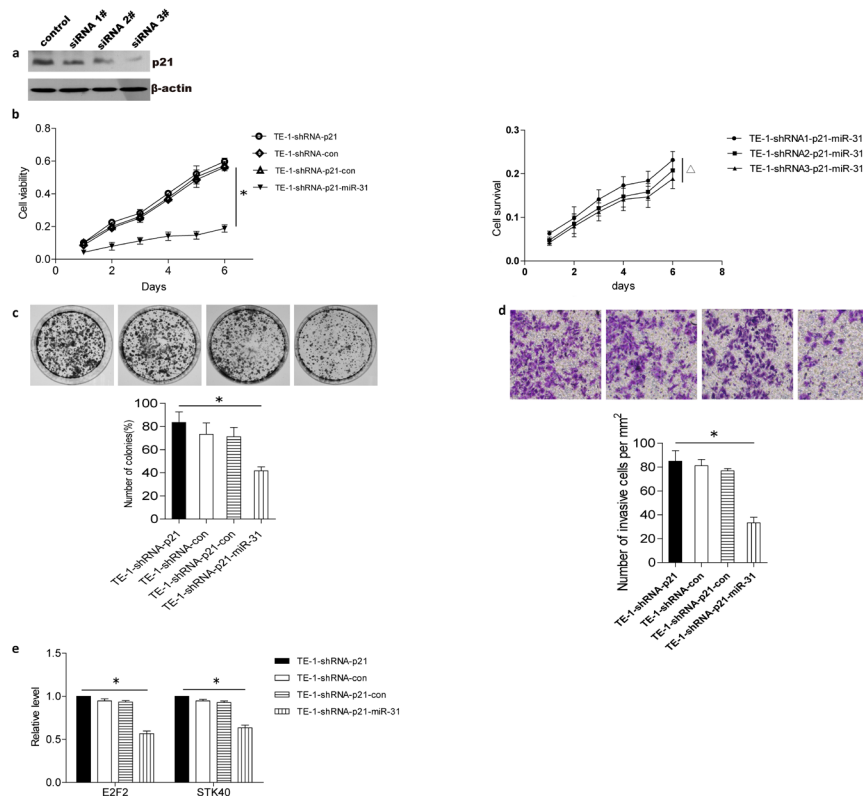 control
siRNA 1#
siRNA 2#
siRNA 3#
a
p21
β-actin
b
0.8
0.6
0.4
0.2
0.0
Cell viability
0
2
4
6
Days
TE-1-shRNA-p21
TE-1-shRNA-con
TE-1-shRNA-p21-con
TE-1-shRNA-p21-miR-31
*
0.3
0.2
0.1
0.0
Cell survival
0
2
4
6
8
days
TE-1-shRNA1-p21-miR-31
TE-1-shRNA2-p21-miR-31
TE-1-shRNA3-p21-miR-31
△
c
d
100
80
60
40
20
0
Number of colonies(%)
*
TE-1-shRNA-p21
TE-1-shRNA-con
TE-1-shRNA-p21-con
TE-1-shRNA-p21-miR-31
100
80
60
40
20
0
Number of invasive cells per mm²
*
TE-1-shRNA-p21
TE-1-shRNA-con
TE-1-shRNA-p21-con
TE-1-shRNA-p21-miR-31
e
1.5
1.0
0.5
0.0
Relative level
*
*
E2F2
STK40
TE-1-shRNA-p21
TE-1-shRNA-con
TE-1-shRNA-p21-con
TE-1-shRNA-p21-miR-31